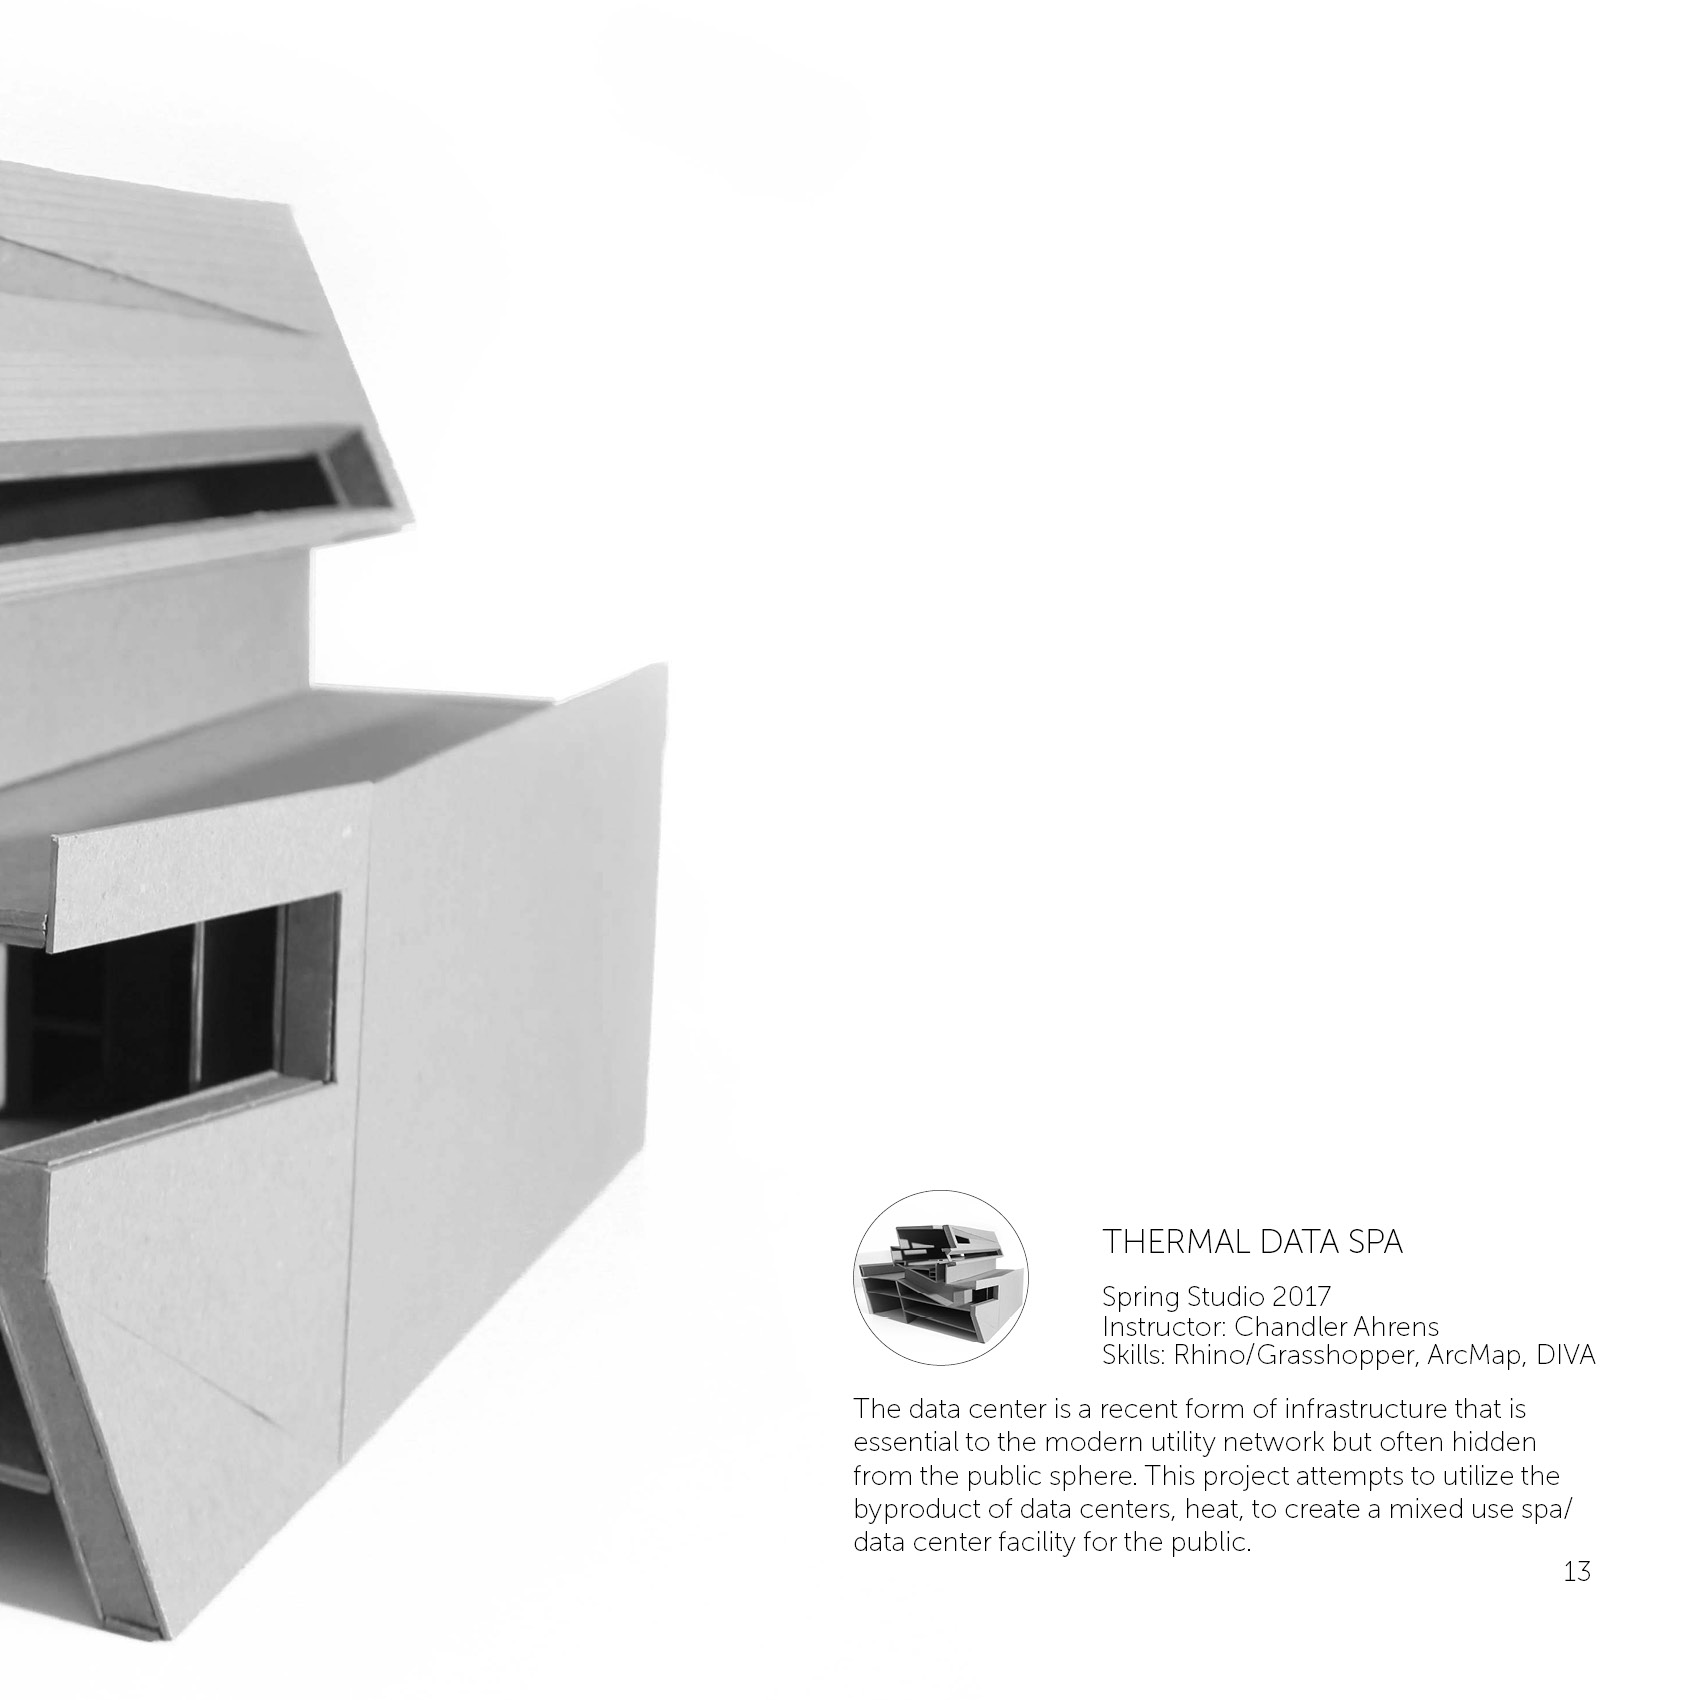 THERMAL DATA SPA
Spring Studio 2017
Instructor: Chandler Ahrens
Skills: Rhino/Grasshopper, ArcMap, DIVA
The data center is a recent form of infrastructure that is
essential to the modern utility network but often hidden
from the public sphere. This project attempts to utilize the
byproduct of data centers, heat, to create a mixed use spa/
data center facility for the public.
13